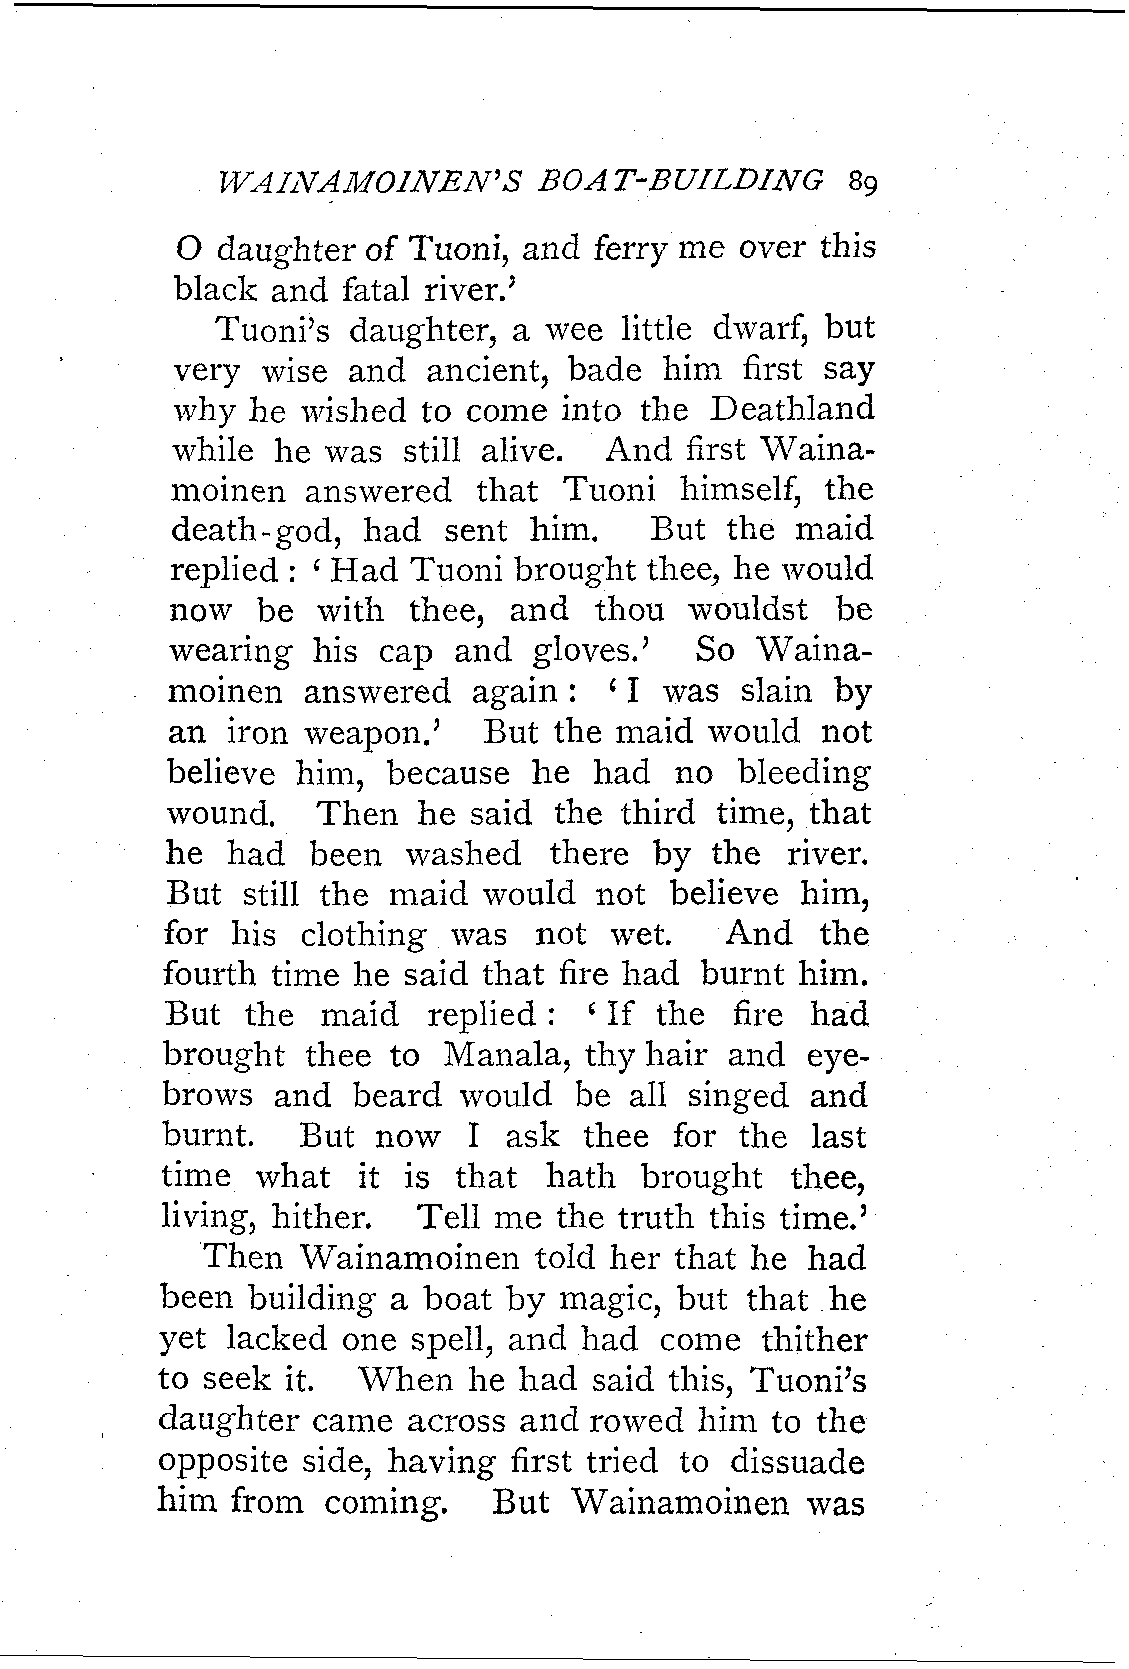 WAINAMOINEN'S BOAT-BUILDING 89
O daughter of Tuoni, and ferry me over this
black and fatal river.'
Tuoni's daughter, a wee little dwarf, but
very wise and ancient, bade him first say
why he wished to come into the Deathland
while he was still alive. And first Waina-
moinen answered that Tuoni himself, the
death-god, had sent him. But the maid
replied : ‘ Had Tuoni brought thee, he would
now be with thee, and thou wouldst be
wearing his cap and gloves.' So Waina-
moinen answered again : ‘ I was slain by
an iron weapon.' But the maid would not
believe him, because he had no bleeding
wound. Then he said the third time, that
he had been washed there by the river.
But still the maid would not believe him,
for his clothing was not wet. And the
fourth time he said that fire had burnt him.
But the maid replied : ‘ If the fire had
brought thee to Manala, thy hair and eye-
brows and beard would be all singed and
burnt. But now I ask thee for the last
time what it is that hath brought thee,
living, hither. Tell me the truth this time.'
Then Wainamoinen told her that he had
been building a boat by magic, but that he
yet lacked one spell, and had come thither
to seek it. When he had said this, Tuoni's
daughter came across and rowed him to the
opposite side, having first tried to dissuade
him from coming. But Wainamoinen was